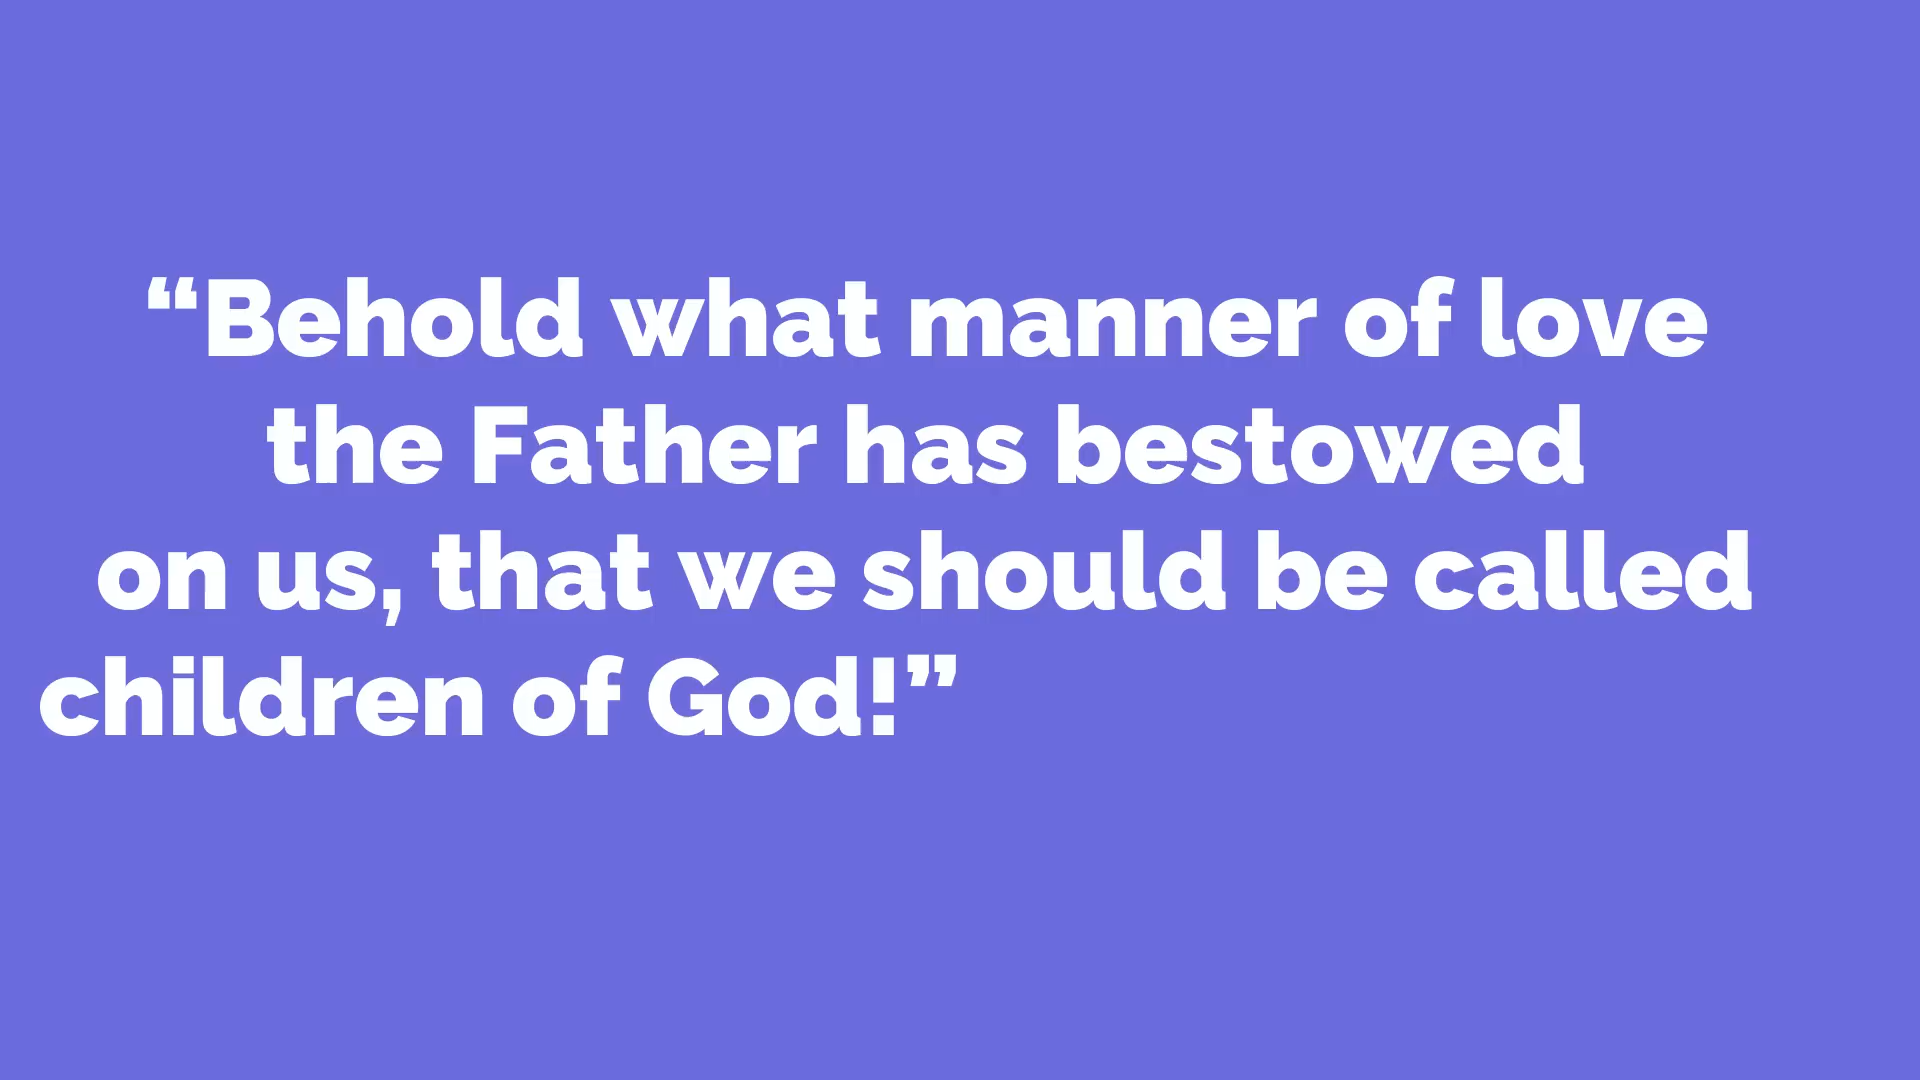 “Behold what manner of love
the Father has bestowed
on us, that we should be called
children of God!”